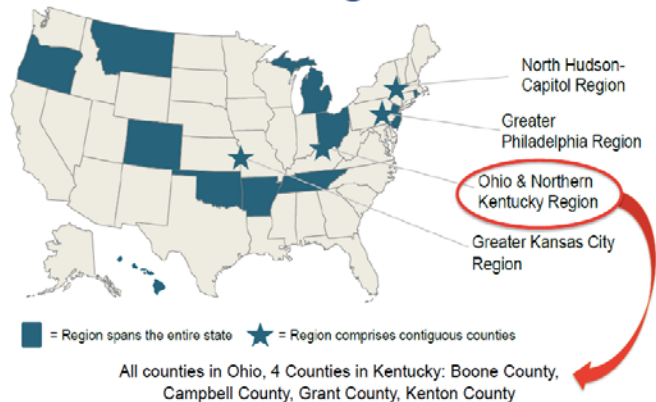 North Hudson-
Capitol Region
Greater
Philadelphia Region
Ohio & Northern
Kentucky Region
Greater Kansas City
Region
= Region spans the entire state
= Region comprises contiguous counties
All counties in Ohio, 4 Counties in Kentucky: Boone County,
Campbell County, Grant County, Kenton County